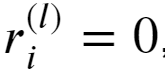 $r_i^{(l)} = 0,$